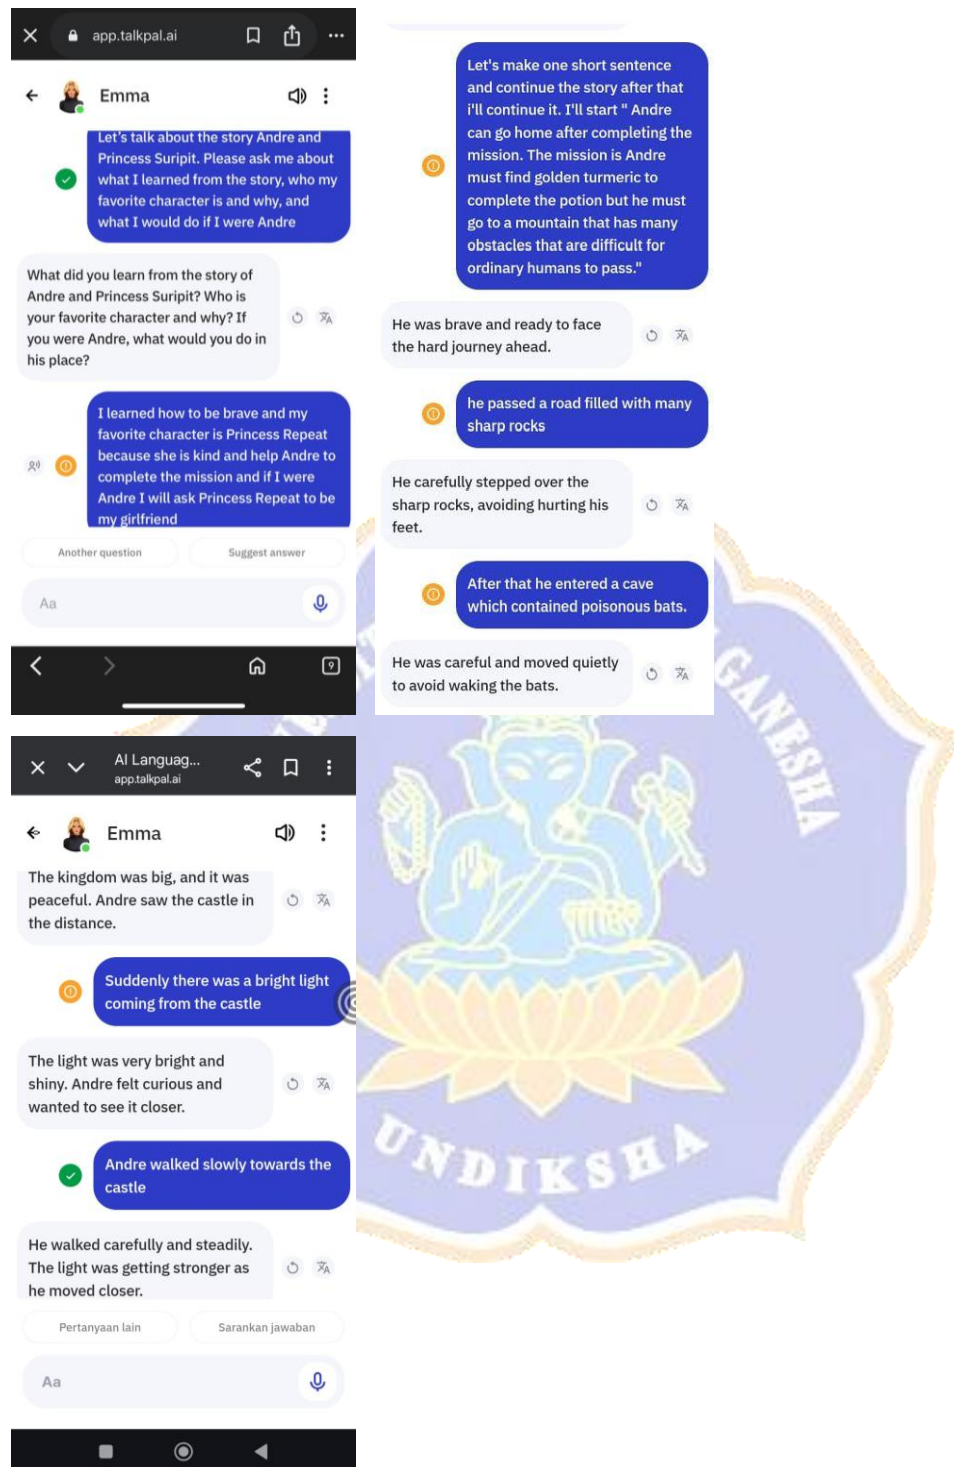 app.talkpal.ai
Emma
Let's talk about the story Andre and
Princess Suripit. Please ask me about
what I learned from the story, who my
favorite character is and why, and
what I would do if I were Andre
What did you learn from the story of
Andre and Princess Suripit? Who is
your favorite character and why? If
you were Andre, what would you do in
his place?
I learned how to be brave and my
favorite character is Princess Repeat
because she is kind and help Andre to
complete the mission and if I were
Andre I will ask Princess Repeat to be
my girlfriend
Another question
Suggest answer
Aa
9
Let's make one short sentence
and continue the story after that
i'll continue it. I'll start " Andre
can go home after completing the
mission. The mission is Andre
must find golden turmeric to
complete the potion but he must
go to a mountain that has many
obstacles that are difficult for
ordinary humans to pass."
He was brave and ready to face
the hard journey ahead.
he passed a road filled with many
sharp rocks
He carefully stepped over the
sharp rocks, avoiding hurting his
feet.
After that he entered a cave
which contained poisonous bats.
He was careful and moved quietly
to avoid waking the bats.
AI Languag...
app.talkpal.ai
Emma
The kingdom was big, and it was
peaceful. Andre saw the castle in
the distance.
Suddenly there was a bright light
coming from the castle
The light was very bright and
shiny. Andre felt curious and
wanted to see it closer.
Andre walked slowly towards the
castle
He walked carefully and steadily.
The light was getting stronger as
he moved closer.
Pertanyaan lain
Sarankan jawaban
Aa
GANESHA
UNDIKSHA